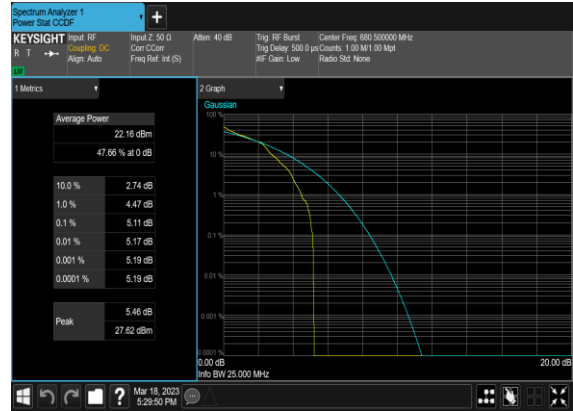 Spectrum Analyzer 1
Power Stat CCDF
KEYSIGHT
R T
LXI
Input: RF
Coupling: DC
Align: Auto
Input Z: 50 Ω
Corr CCorr
Freq Ref: Int (S)
Atten: 40 dB
Trig: RF Burst
Trig Delay: 500.0 µs
#IF Gain: Low
Center Freq: 680.500000 MHz
Counts: 1.00 M/1.00 Mpt
Radio Std: None
1 Metrics
Average Power
22.16 dBm
47.66 % at 0 dB
10.0 % 2.74 dB
1.0 % 4.47 dB
0.1 % 5.11 dB
0.01 % 5.17 dB
0.001 % 5.19 dB
0.0001 % 5.19 dB
Peak
5.46 dB
27.62 dBm
2 Graph
Gaussian
100 %
10 %
1 %
0.1 %
0.01 %
0.001 %
0.0001 %
0.00 dB
20.00 dB
Info BW 25.000 MHz
?
Mar 18, 2023
5:29:50 PM